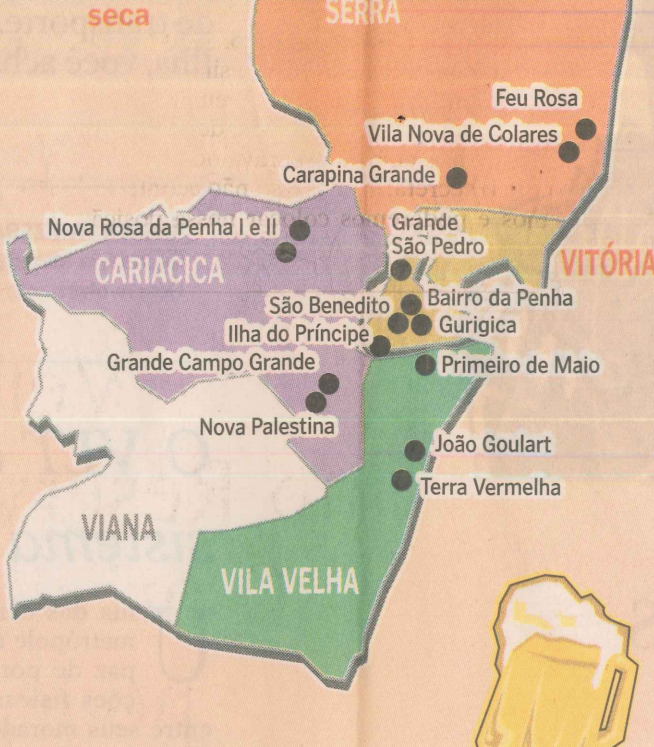 seca
SERRA
Feu Rosa
Vila Nova de Colares
Carapina Grande
Nova Rosa da Penha I e II
Grande
São Pedro
CARIACICA
VITÓRIA
São Benedito
Bairro da Penha
Gurigica
Ilha do Príncipe
Grande Campo Grande
Primeiro de Maio
Nova Palestina
João Goulart
Terra Vermelha
VIANA
VILA VELHA